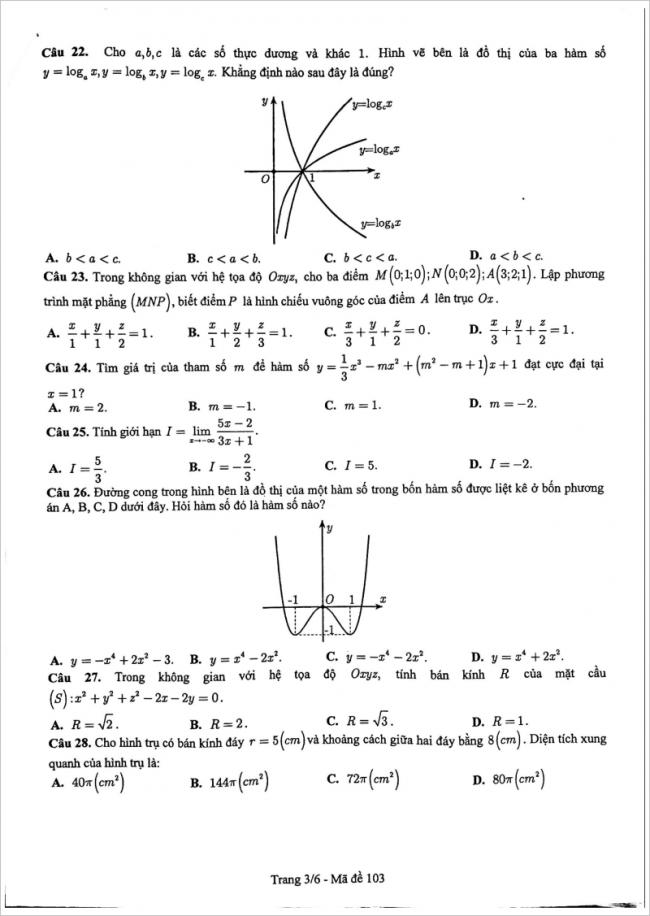 Câu 22. Cho a,b,c là các số thực dương và khác 1. Hình vẽ bên là đồ thị của ba hàm số
y = logₐ x, y = log_b x, y = log_c x. Khẳng định nào sau đây là đúng?
y
y=log_c x
y=logₐx
O
1
x
y=log_b x
A. b < a < c. B. c < a < b. C. b < c < a. D. a < b < c.
Câu 23. Trong không gian với hệ tọa độ Oxyz, cho ba điểm M(0;1;0);N(0;0;2);A(3;2;1). Lập phương
trình mặt phẳng (MNP), biết điểm P là hình chiếu vuông góc của điểm A lên trục Ox.
A. x/1 + y/1 + z/2 = 1. B. x/1 + y/2 + z/3 = 1. C. x/3 + y/1 + z/2 = 0. D. x/3 + y/1 + z/2 = 1.
Câu 24. Tìm giá trị của tham số m để hàm số y = 1/3 x³ − mx² + (m² − m + 1)x + 1 đạt cực đại tại
x = 1?
A. m = 2. B. m = −1. C. m = 1. D. m = −2.
Câu 25. Tính giới hạn I = lim x→−∞ (5x − 2)/(3x + 1).
A. I = 5/3. B. I = −2/3. C. I = 5. D. I = −2.
Câu 26. Đường cong trong hình bên là đồ thị của một hàm số trong bốn hàm số được liệt kê ở bốn phương
án A, B, C, D dưới đây. Hỏi hàm số đó là hàm số nào?
y
-1 O 1 x
-1
A. y = −x⁴ + 2x² − 3. B. y = x⁴ − 2x². C. y = −x⁴ − 2x². D. y = x⁴ + 2x².
Câu 27. Trong không gian với hệ tọa độ Oxyz, tính bán kính R của mặt cầu
(S): x² + y² + z² − 2x − 2y = 0.
A. R = √2. B. R = 2. C. R = √3. D. R = 1.
Câu 28. Cho hình trụ có bán kính đáy r = 5(cm) và khoảng cách giữa hai đáy bằng 8(cm). Diện tích xung
quanh của hình trụ là:
A. 40π(cm²) B. 144π(cm²) C. 72π(cm²) D. 80π(cm²)
Trang 3/6 - Mã đề 103